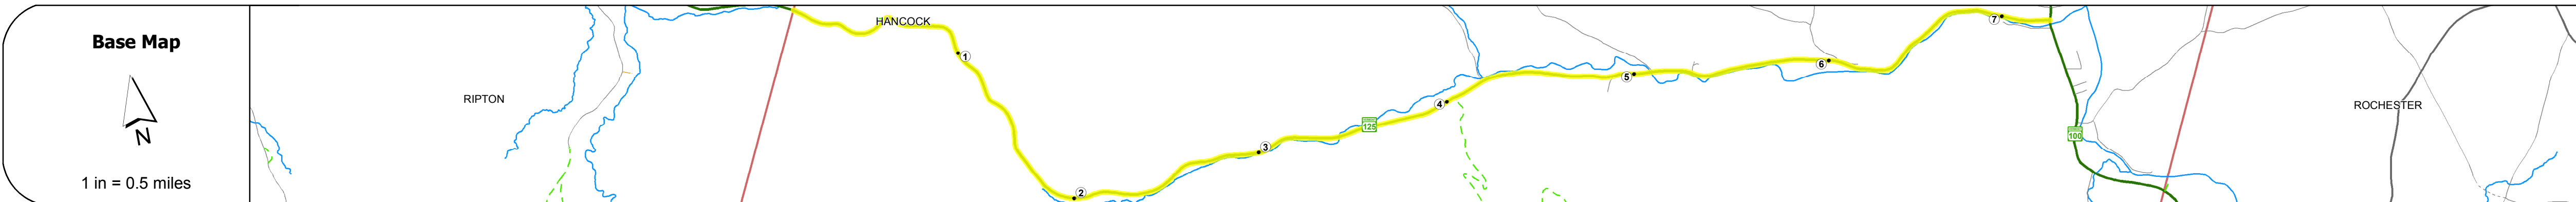 Base Map
N
1 in = 0.5 miles
RIPTON
HANCOCK
1
2
3
125
4
5
6
7
100
ROCHESTER